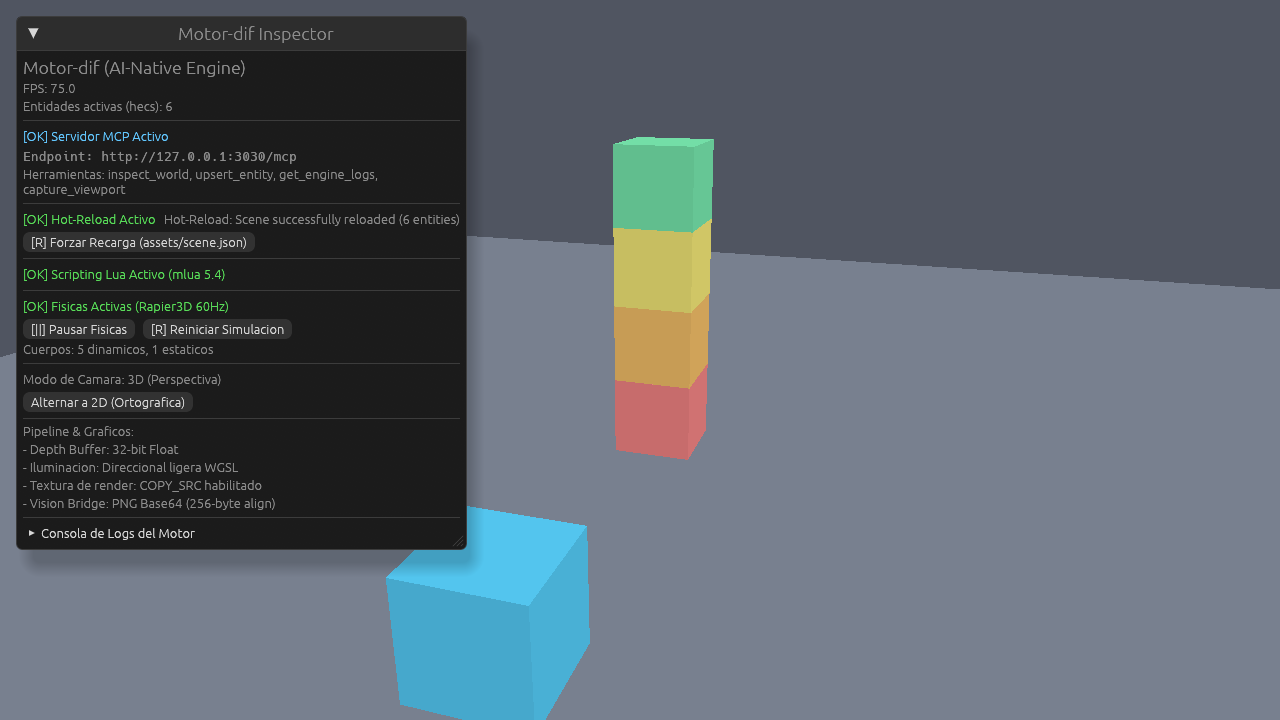 ▼ Motor-dif Inspector
Motor-dif (AI-Native Engine)
FPS: 75.0
Entidades activas (hecs): 6
[OK] Servidor MCP Activo
Endpoint: http://127.0.0.1:3030/mcp
Herramientas: inspect_world, upsert_entity, get_engine_logs,
capture_viewport
[OK] Hot-Reload Activo Hot-Reload: Scene successfully reloaded (6 entities)
[R] Forzar Recarga (assets/scene.json)
[OK] Scripting Lua Activo (mlua 5.4)
[OK] Fisicas Activas (Rapier3D 60Hz)
[||] Pausar Fisicas [R] Reiniciar Simulacion
Cuerpos: 5 dinamicos, 1 estaticos
Modo de Camara: 3D (Perspectiva)
Alternar a 2D (Ortografica)
Pipeline & Graficos:
- Depth Buffer: 32-bit Float
- Iluminacion: Direccional ligera WGSL
- Textura de render: COPY_SRC habilitado
- Vision Bridge: PNG Base64 (256-byte align)
▸ Consola de Logs del Motor